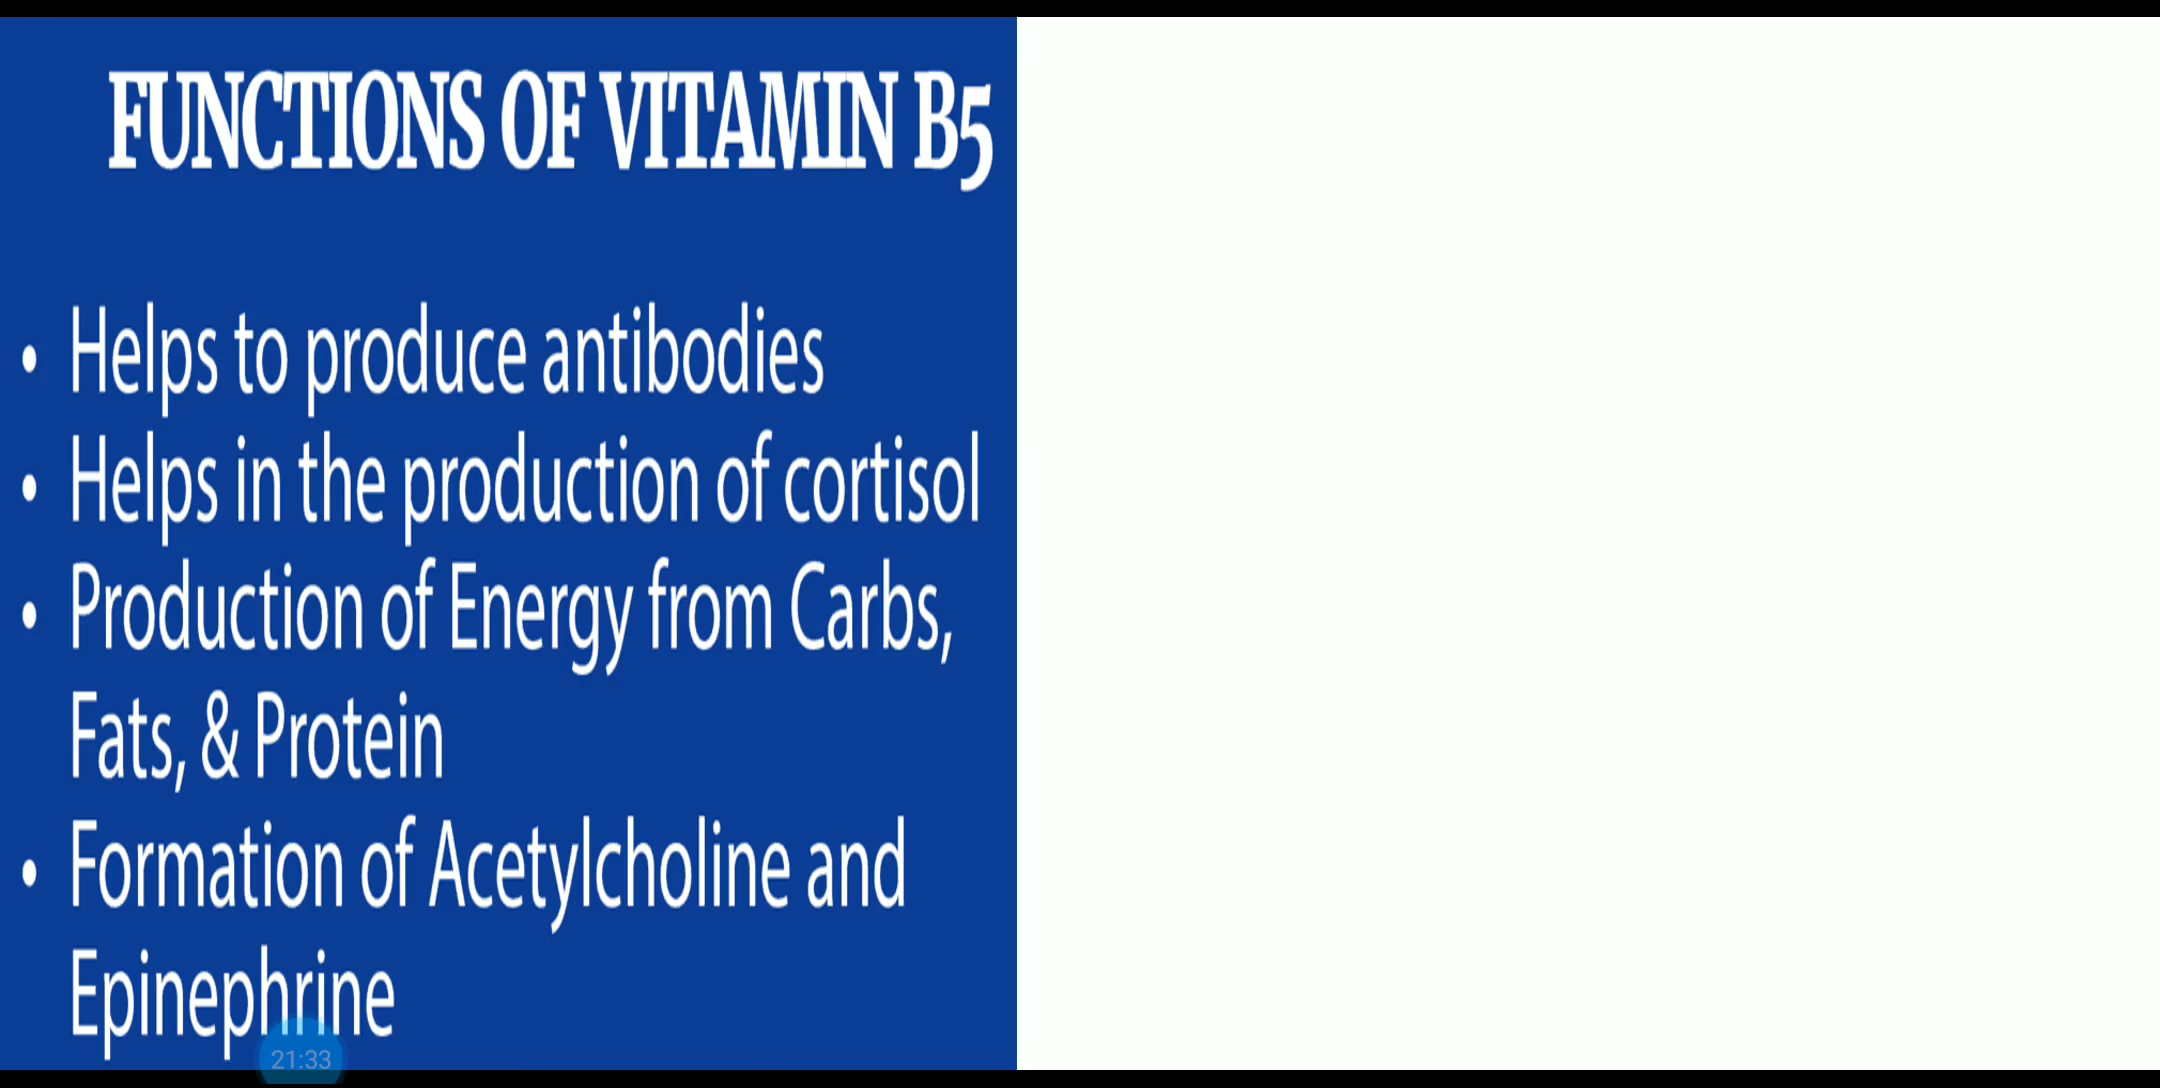 FUNCTIONS OF VITAMIN B5
• Helps to produce antibodies
• Helps in the production of cortisol
• Production of Energy from Carbs,
Fats, & Protein
• Formation of Acetylcholine and
Epinephrine
21:33